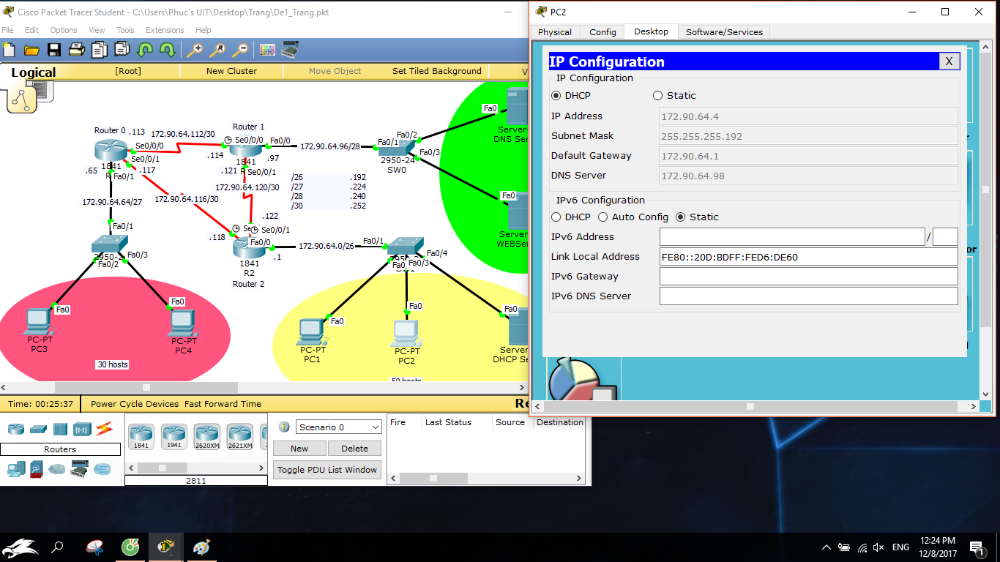 Cisco Packet Tracer Student - C:\Users\Phuc's UIT\Desktop\Trang\De1_Trang.pkt
File Edit Options View Tools Extensions Help
Logical [Root] New Cluster Move Object Set Tiled Background V
Router 0 .113 172.90.64.112/30 Router 1
Se0/0/0 Se0/0/0 Fa0/0 172.90.64.96/28 Fa0/1 Fa0/2 Fa0
Server-
DNS Se
Se0/0/1 .114 1841 .97 Fa0/3
1841 .117 .121 R Se0/0/1 2950-24
.65 R Fa0/1 SW0
172.90.64.120/30
/26 .192
/27 .224
/28 .240
/30 .252
172.90.64.64/27 172.90.64.116/30 Fa0
.122
Fa0/1 Se Se0/0/1 Server-
.118 Fa0/0 172.90.64.0/26 Fa0/1 WEBSer
2950-2 Fa0/3 .1 Fa0/4
Fa0/2 1841 Fa0 Fa0/3
R2
Router 2
Fa0 Fa0 Fa0 Fa0 Fa0
PC-PT PC-PT PC-PT PC-PT Server-
PC3 PC4 PC1 PC2 DHCP Se
30 hosts
50 hosts
Time: 00:25:37 Power Cycle Devices Fast Forward Time Re
Routers
1841 1941 2620XM 2621XM
2811
Scenario 0
New Delete
Toggle PDU List Window
Fire Last Status Source Destination
PC2
Physical Config Desktop Software/Services
IP Configuration X
IP Configuration
DHCP Static
IP Address 172.90.64.4
Subnet Mask 255.255.255.192
Default Gateway 172.90.64.1
DNS Server 172.90.64.98
IPv6 Configuration
DHCP Auto Config Static
IPv6 Address /
Link Local Address FE80::20D:BDFF:FED6:DE60
IPv6 Gateway
IPv6 DNS Server
or
ENG 12:24 PM
12/8/2017 1